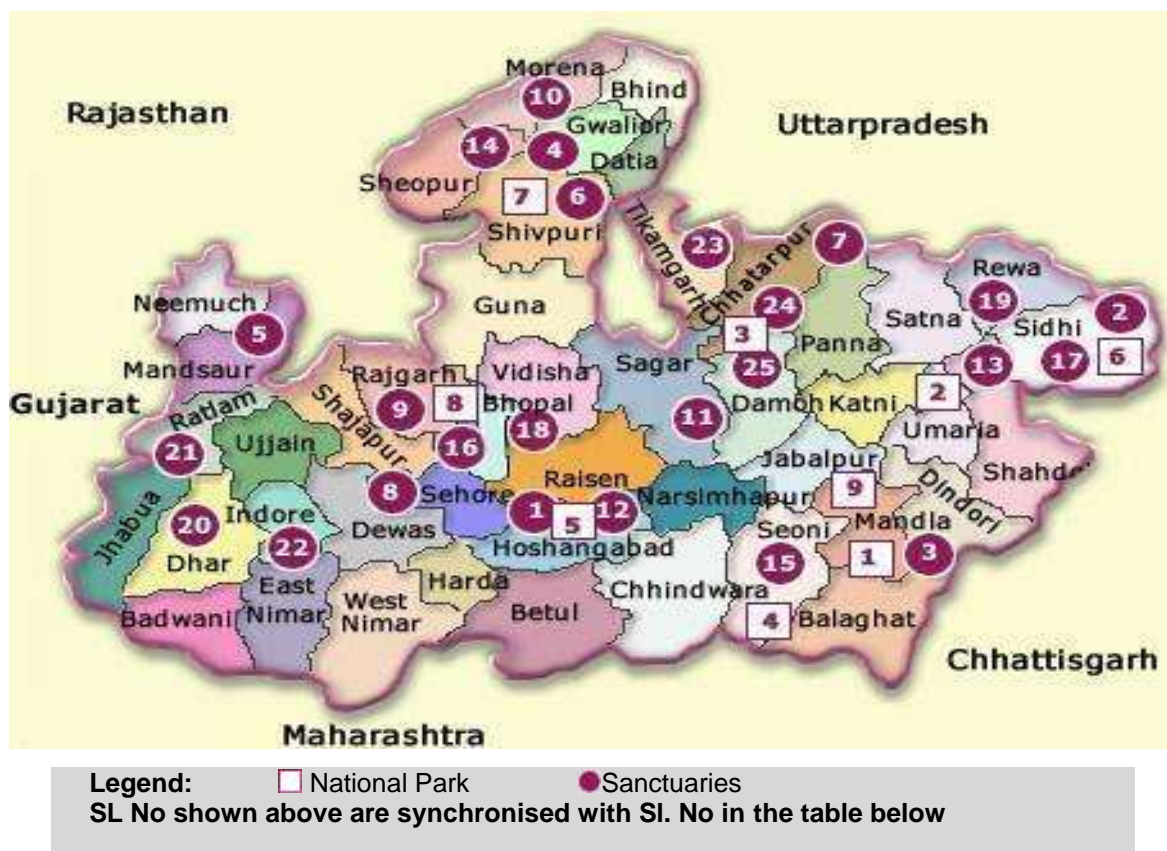 Morena
Bhind
Rajasthan
10
Gwalior
Uttarpradesh
14
4
Datia
Sheopur
7
6
Shivpuri
Tikamgarh
23
Chhatarpur
7
Rewa
Neemuch
Guna
24
Satna
19
Sidhi
2
5
3
Panna
Mandsaur
Rajgarh
Vidisha
Sagar
25
13
17
6
Gujarat
Ratlam
Shajapur
9
8
Bhopal
11
Damoh
Katni
2
Umaria
21
Ujjain
16
18
Jabalpur
Shahdo
Jhabua
8
Sehore
Raisen
Narsimhapur
9
Dindori
20
Indore
Dewas
1
5
12
Seoni
Mandla
Dhar
22
Hoshangabad
15
1
3
East
Nimar
Harda
Chhindwara
Badwani
West
Nimar
Betul
4
Balaghat
Chhattisgarh
Maharashtra
Legend: National Park Sanctuaries
SL No shown above are synchronised with Sl. No in the table below